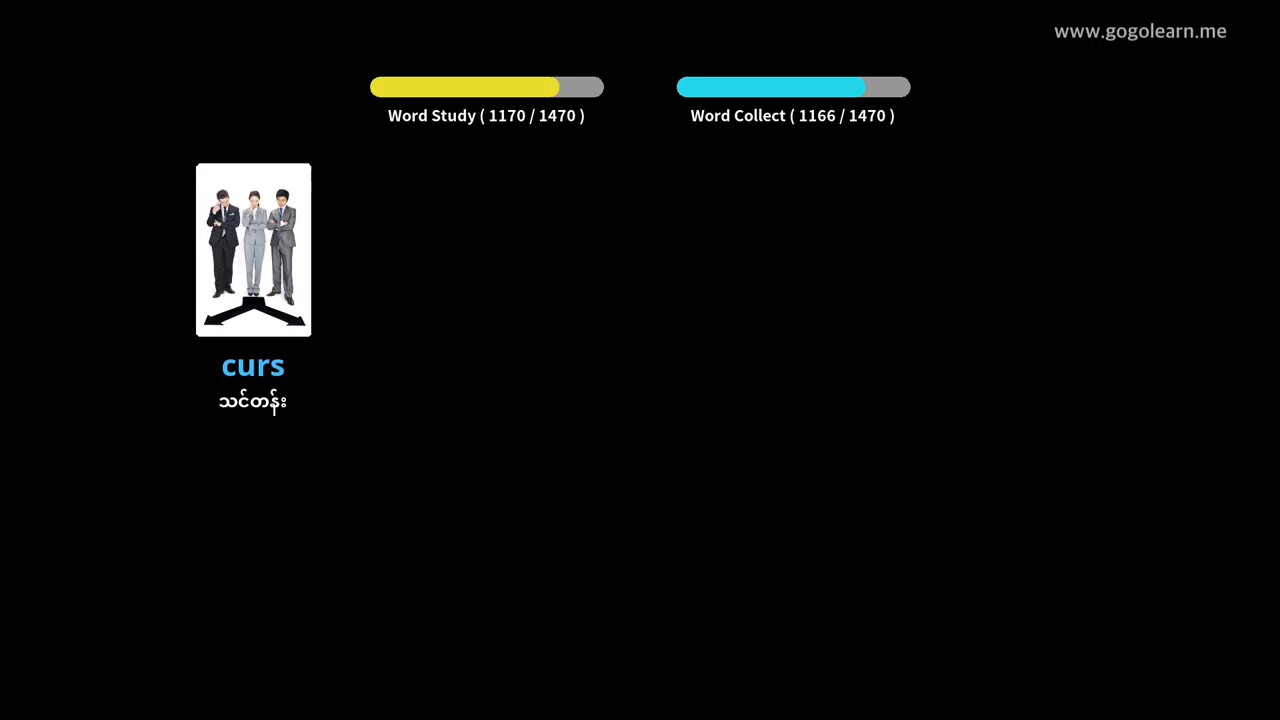 www.gogolearn.me
Word Study ( 1170 / 1470 )
Word Collect ( 1166 / 1470 )
curs
သင်တန်း